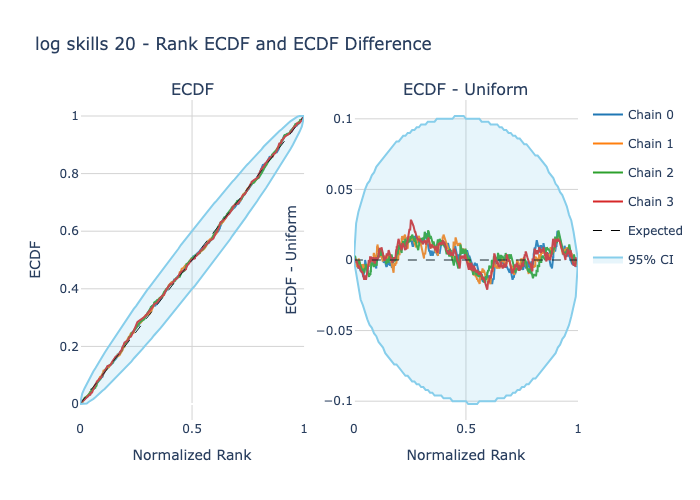 log skills 20 - Rank ECDF and ECDF Difference
ECDF
ECDF - Uniform
1
0.8
0.6
0.4
0.2
0
0
0.5
1
Normalized Rank
ECDF
0.1
0.05
0
−0.05
−0.1
0
0.5
1
Normalized Rank
ECDF - Uniform
Chain 0
Chain 1
Chain 2
Chain 3
Expected
95% CI